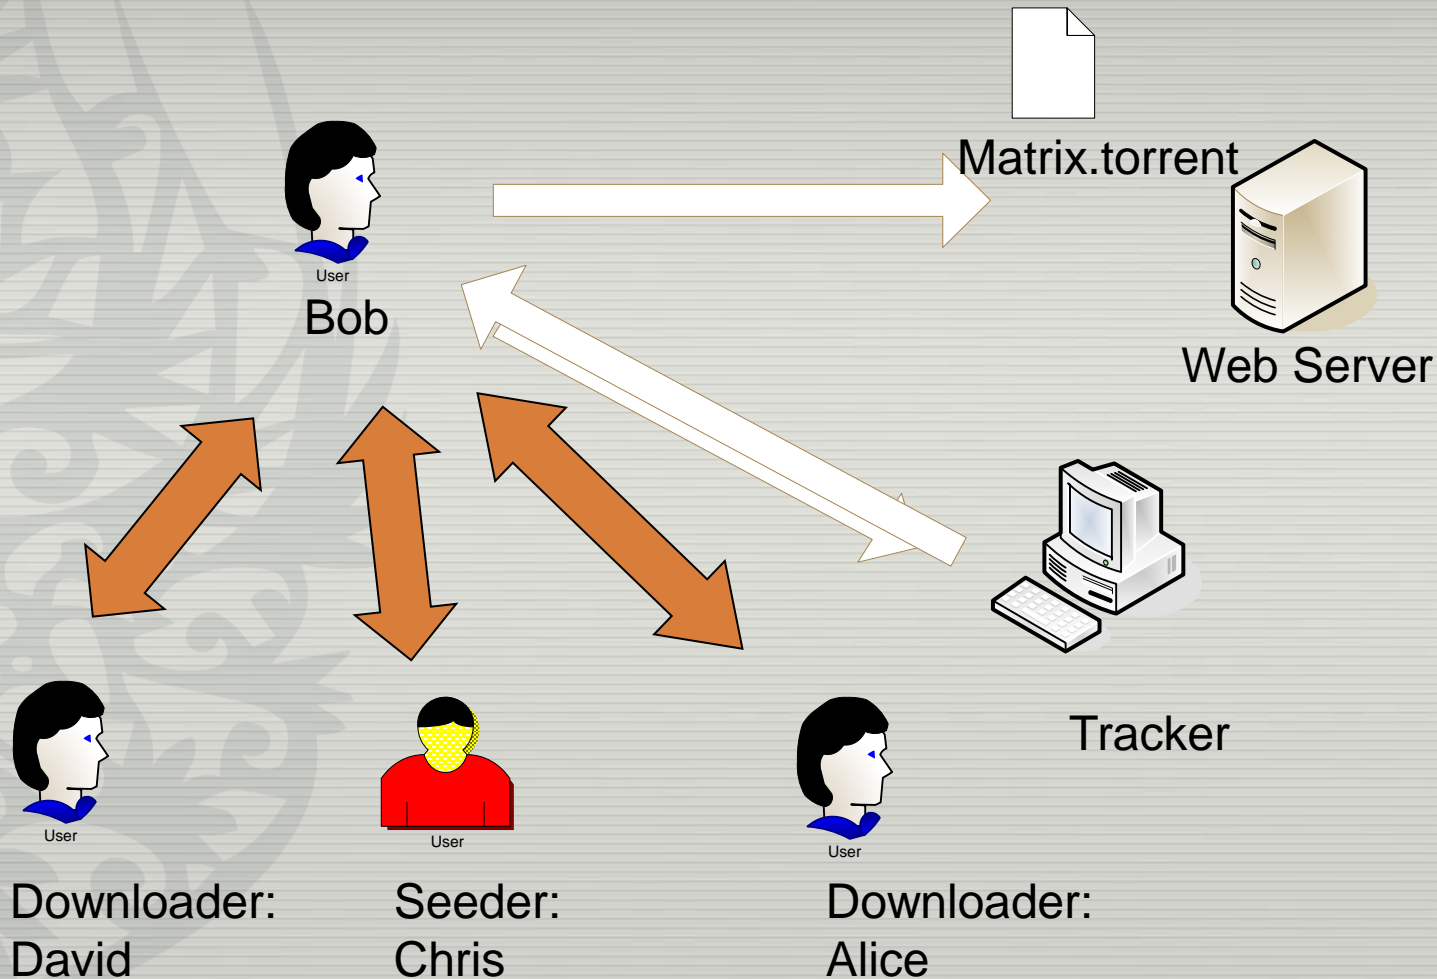 Matrix.torrent
User
Bob
Web Server
Tracker
User
User
User
Downloader:
David
Seeder:
Chris
Downloader:
Alice